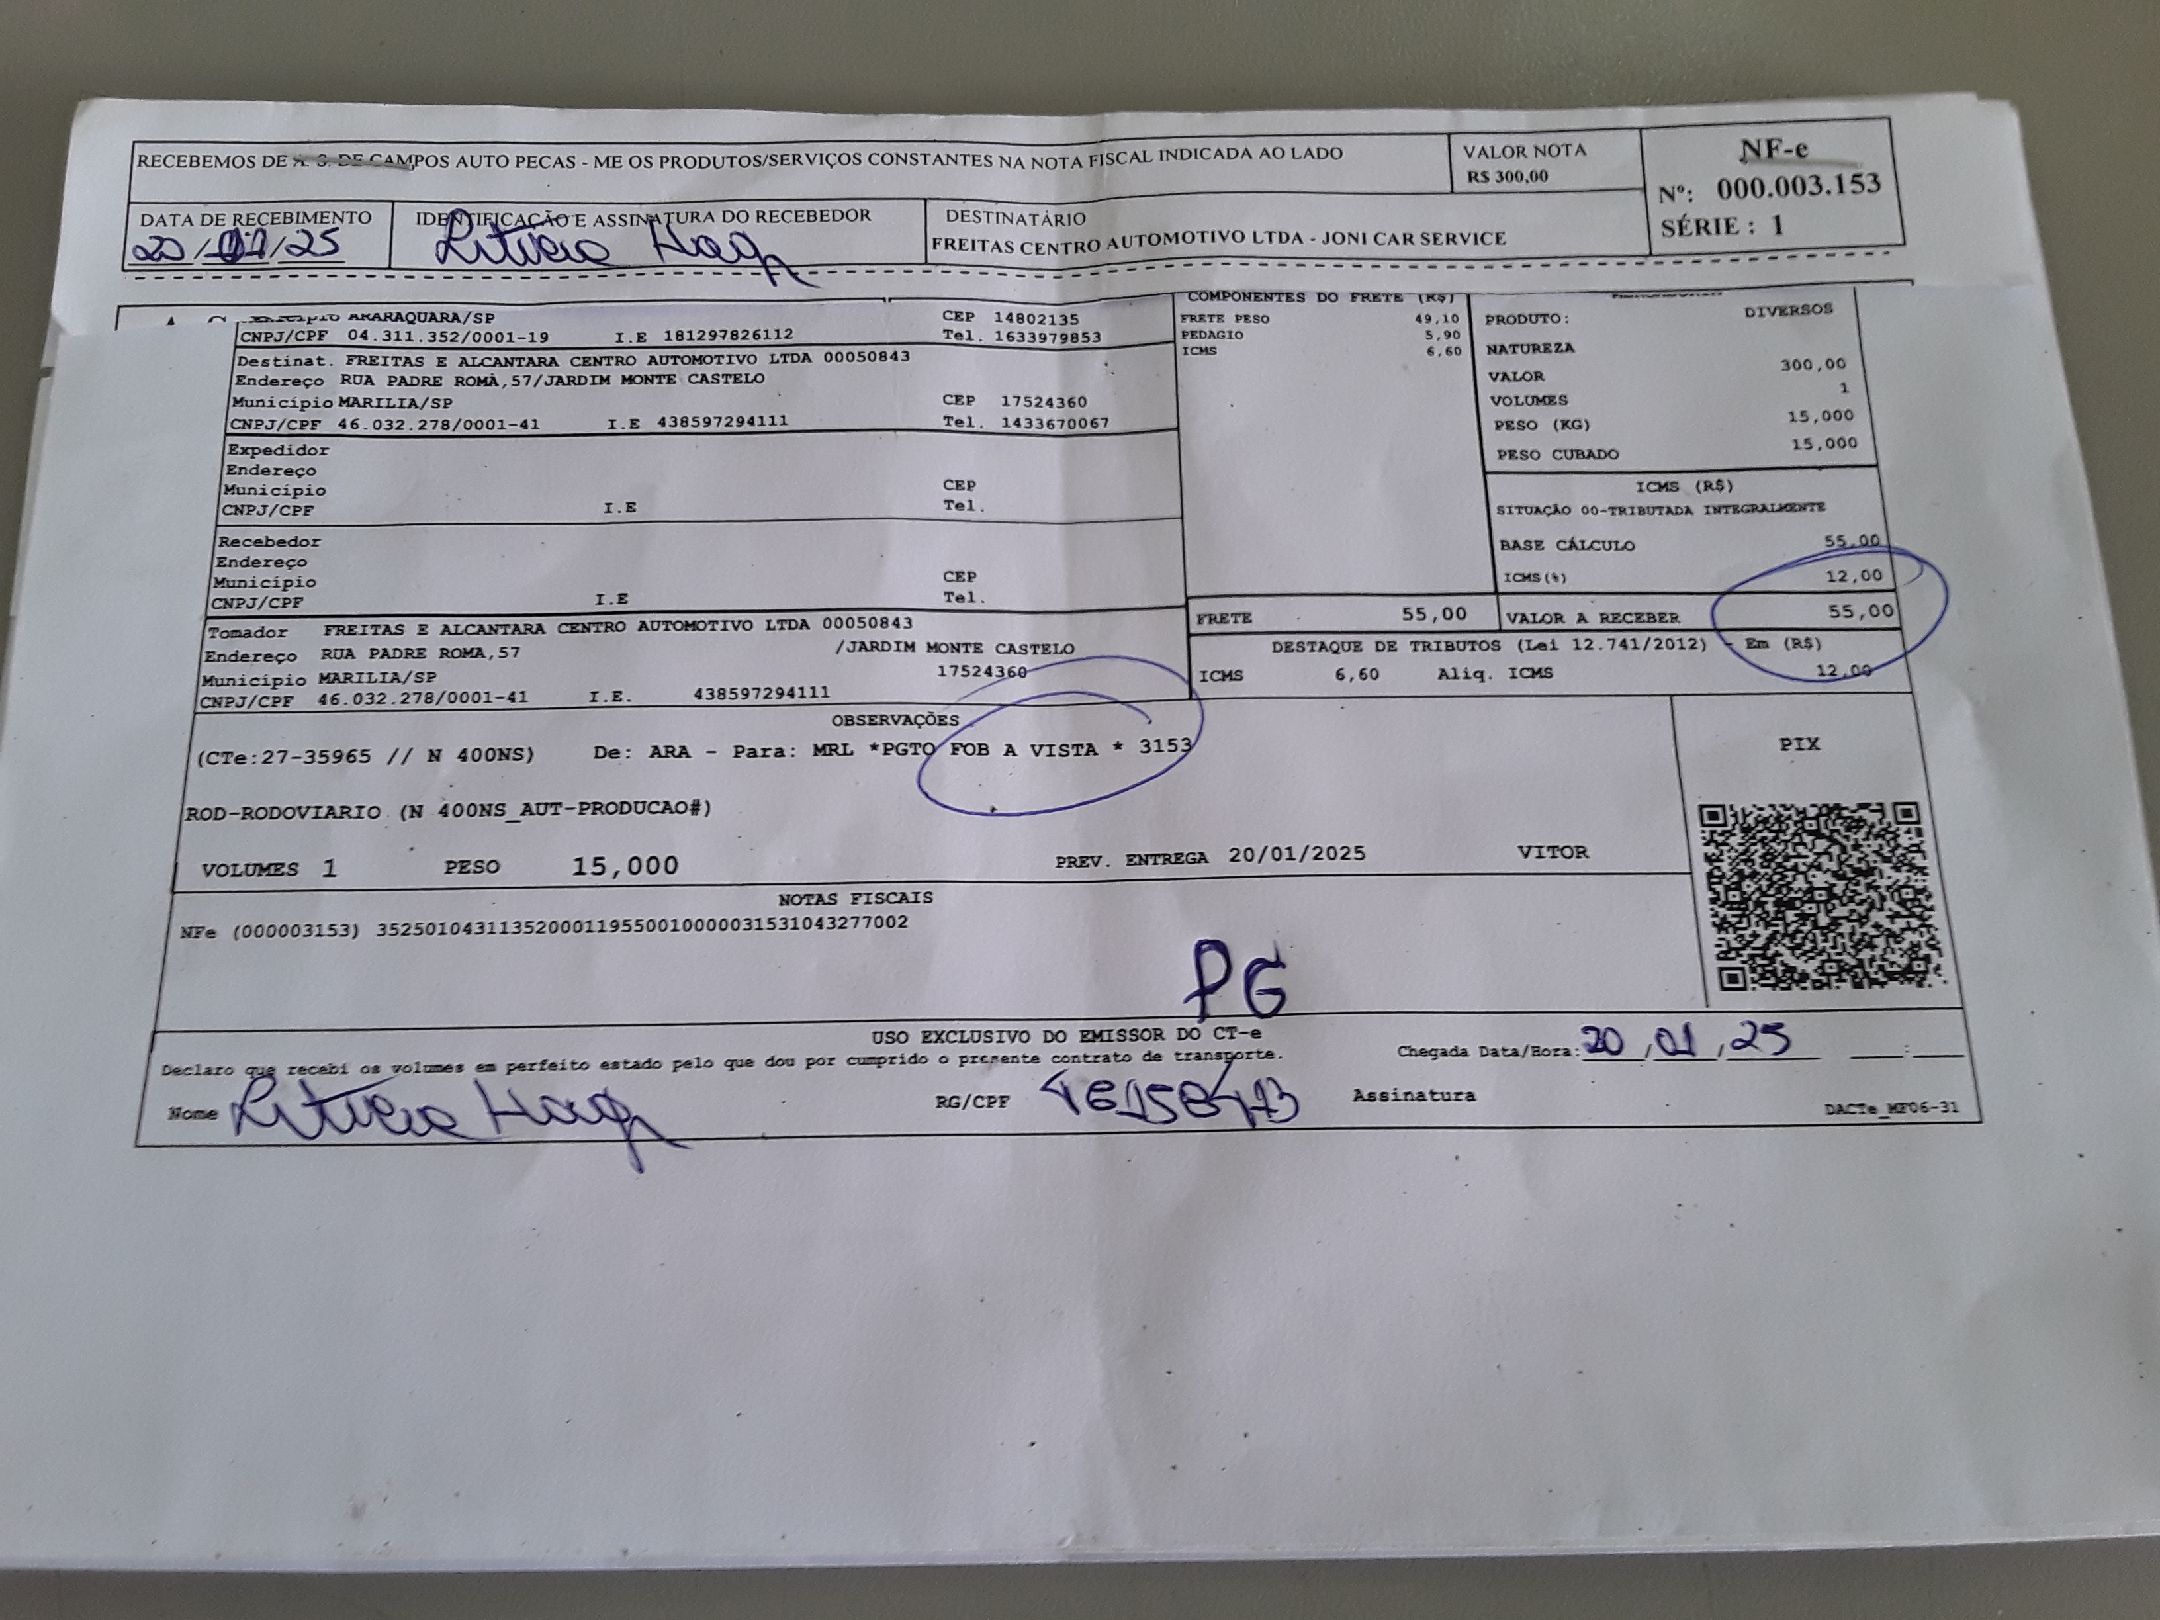 RECEBEMOS DE A. S. DE CAMPOS AUTO PECAS - ME OS PRODUTOS/SERVIÇOS CONSTANTES NA NOTA FISCAL INDICADA AO LADO
VALOR NOTA
R$ 300,00
NF-e
Nº: 000.003.153
SÉRIE : 1
DATA DE RECEBIMENTO
20/01/25
IDENTIFICAÇÃO E ASSINATURA DO RECEBEDOR
DESTINATÁRIO
FREITAS CENTRO AUTOMOTIVO LTDA - JONI CAR SERVICE
Município ARARAQUARA/SP CEP 14802135
CNPJ/CPF 04.311.352/0001-19 I.E 181297826112 Tel. 1633979853
Destinat. FREITAS E ALCANTARA CENTRO AUTOMOTIVO LTDA 00050843
Endereço RUA PADRE ROMA,57/JARDIM MONTE CASTELO
Município MARILIA/SP CEP 17524360
CNPJ/CPF 46.032.278/0001-41 I.E 438597294111 Tel. 1433670067
Expedidor
Endereço
Município CEP
CNPJ/CPF I.E Tel.
Recebedor
Endereço
Município CEP
CNPJ/CPF I.E Tel.
Tomador FREITAS E ALCANTARA CENTRO AUTOMOTIVO LTDA 00050843
Endereço RUA PADRE ROMA,57 /JARDIM MONTE CASTELO
Município MARILIA/SP 17524360
CNPJ/CPF 46.032.278/0001-41 I.E. 438597294111
COMPONENTES DO FRETE (R$)
FRETE PESO 49,10
PEDAGIO 5,90
ICMS 6,60
PRODUTO: DIVERSOS
NATUREZA
VALOR 300,00
VOLUMES 1
PESO (KG) 15,000
PESO CUBADO 15,000
ICMS (R$)
SITUAÇÃO 00-TRIBUTADA INTEGRALMENTE
BASE CÁLCULO 55,00
ICMS(%) 12,00
FRETE 55,00 VALOR A RECEBER 55,00
DESTAQUE DE TRIBUTOS (Lei 12.741/2012) - Em (R$)
ICMS 6,60 Aliq. ICMS 12,00
OBSERVAÇÕES
(CTe:27-35965 // N 400NS) De: ARA - Para: MRL *PGTO FOB A VISTA * 3153
ROD-RODOVIARIO (N 400NS_AUT-PRODUCAO#)
VOLUMES 1 PESO 15,000 PREV. ENTREGA 20/01/2025 VITOR
PIX
NOTAS FISCAIS
NFe (000003153) 35250104311352000119550010000031531043277002
PG
USO EXCLUSIVO DO EMISSOR DO CT-e
Declaro que recebi os volumes em perfeito estado pelo que dou por cumprido o presente contrato de transporte.
Chegada Data/Hora: 20/01/25 __:__
Nome RG/CPF Assinatura
DACTe_MF06-31